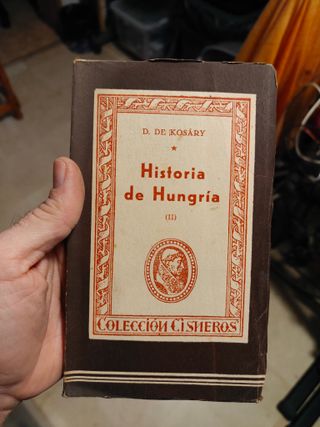 D. DE KOSÁRY
Historia
de Hungría
(II)
COLECCIÓN CISNEROS